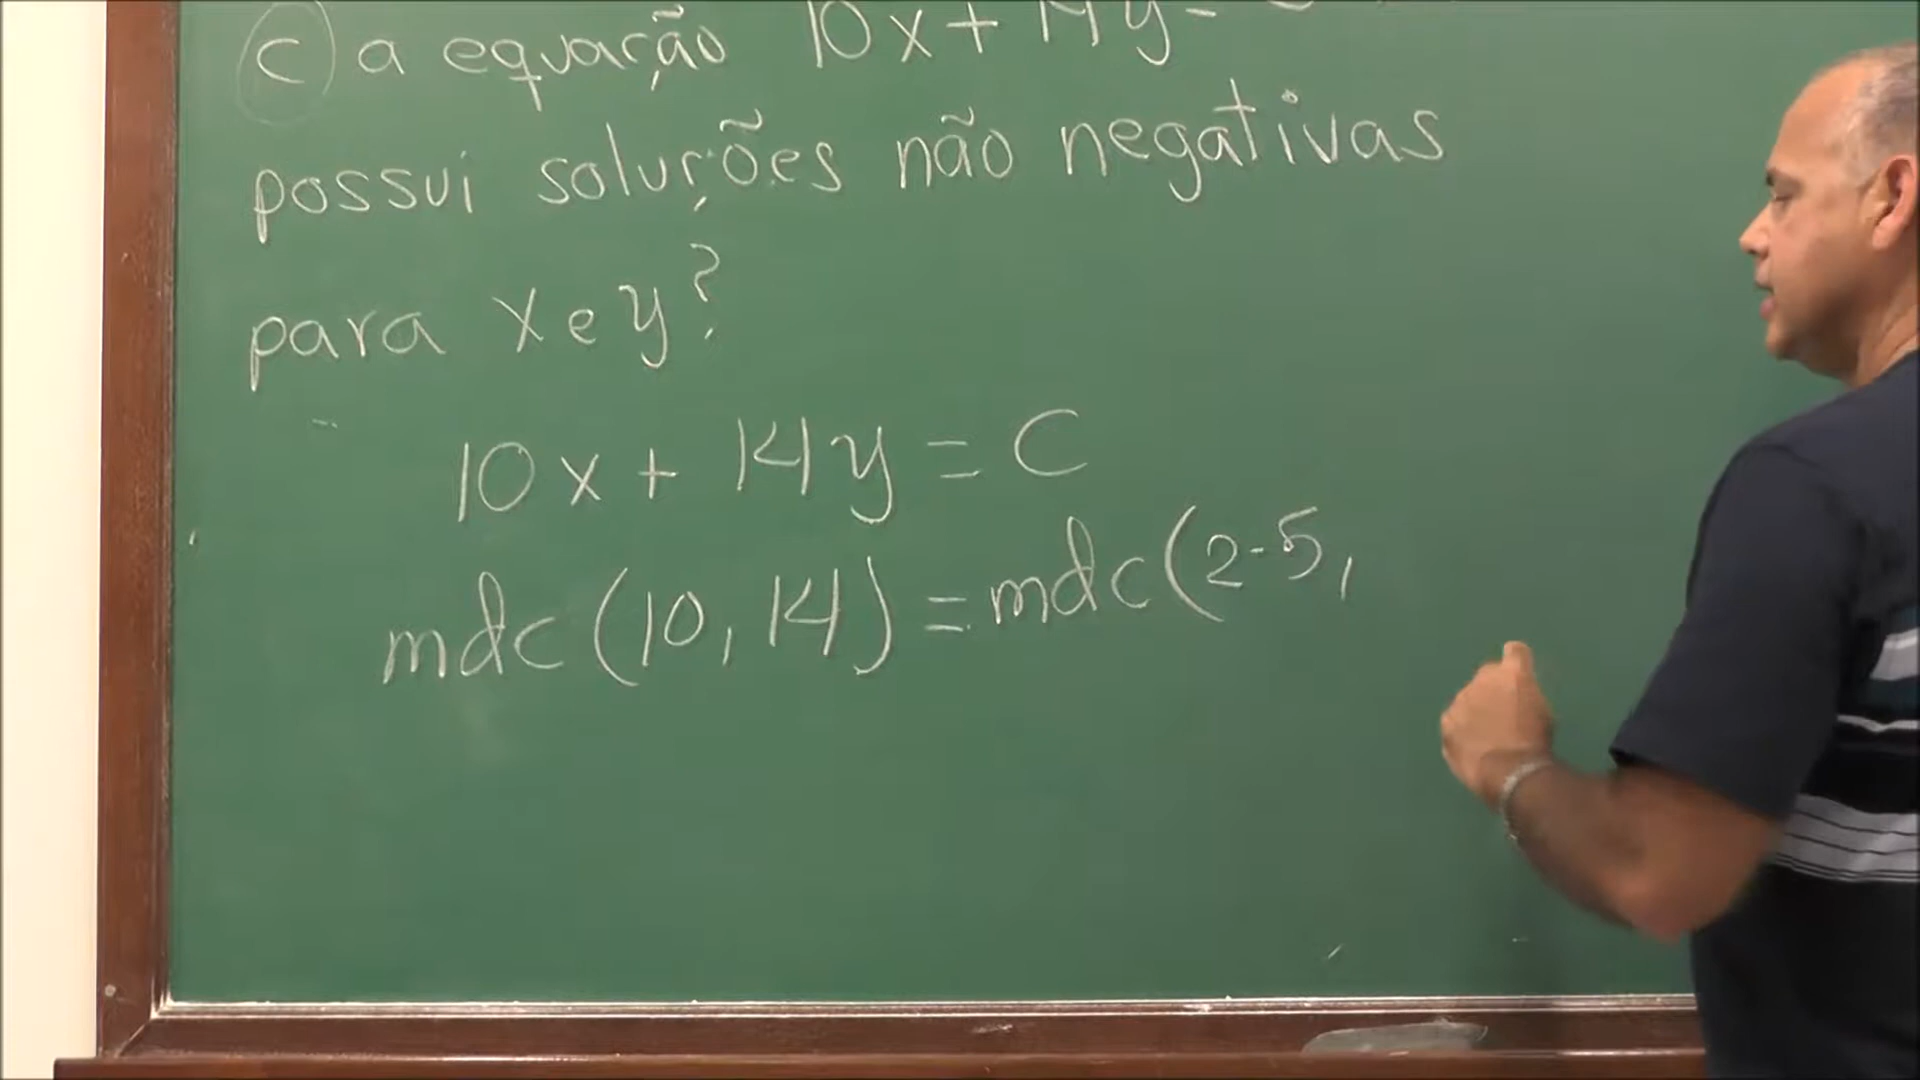 c) a equação 10x + 14y =
possui soluções não negativas
para x e y?
10x + 14y = C
mdc(10, 14) = mdc(2·5,